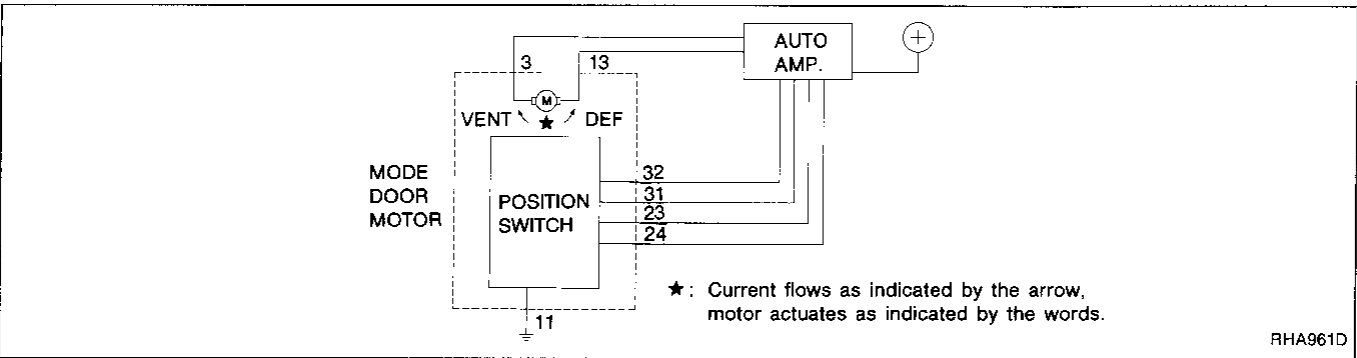 AUTO
AMP.
+
3
13
M
VENT ★ DEF
MODE
DOOR
MOTOR
POSITION
SWITCH
32
31
23
24
11
★: Current flows as indicated by the arrow,
motor actuates as indicated by the words.
RHA961D